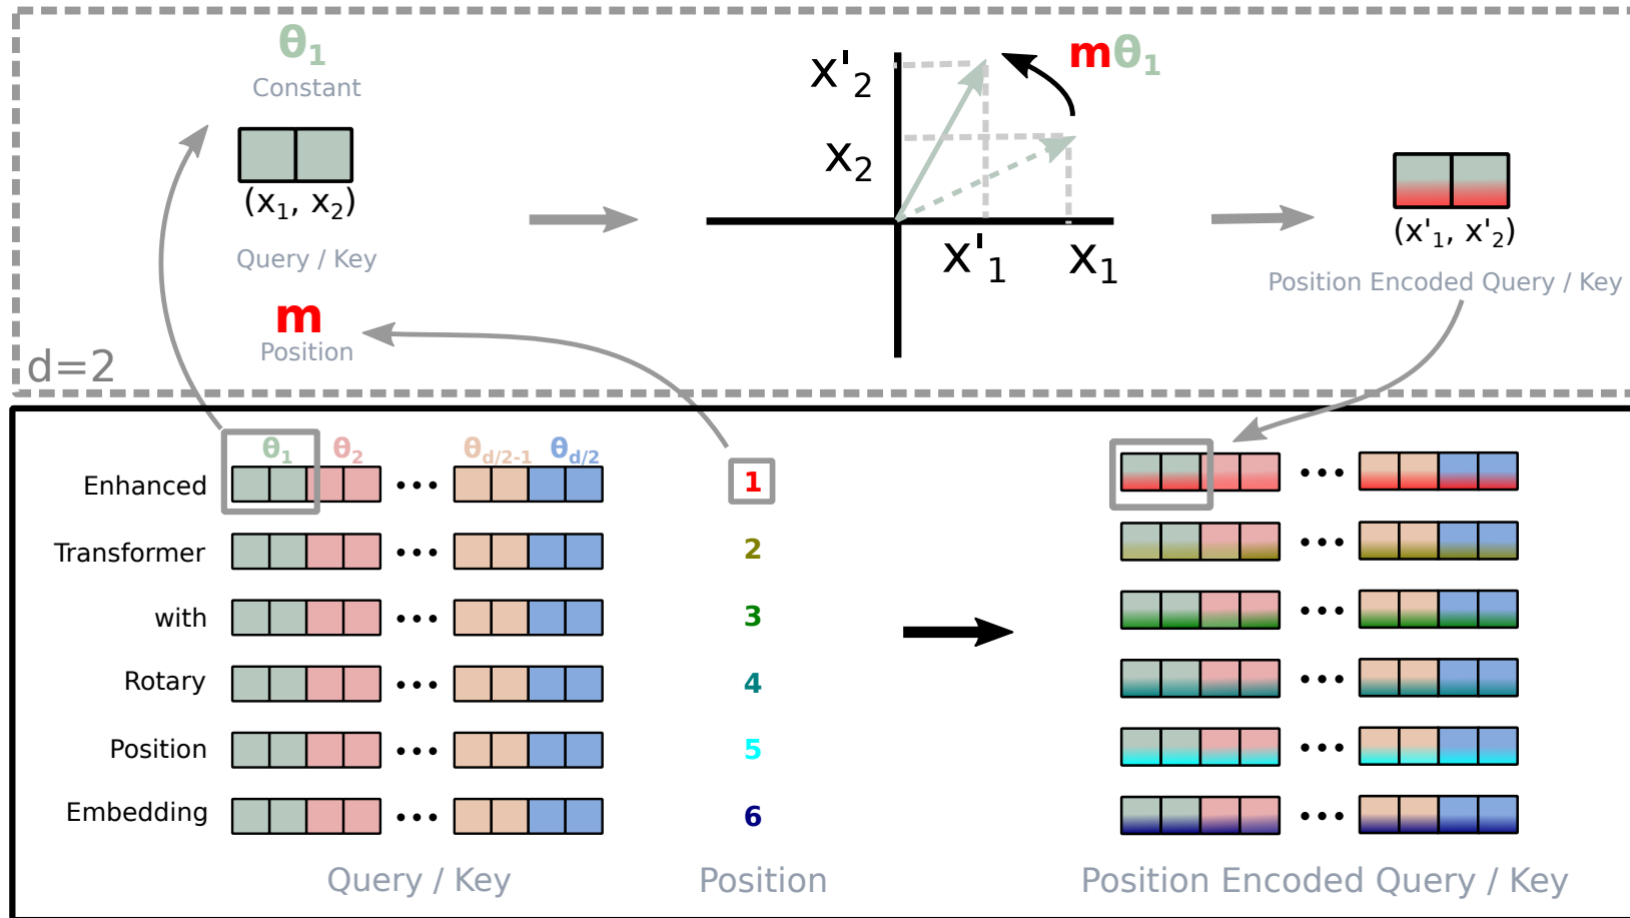 θ₁
Constant
(x₁, x₂)
Query / Key
m
Position
d=2
x'₂
x₂
x'₁
x₁
mθ₁
(x'₁, x'₂)
Position Encoded Query / Key
θ₁ θ₂ θd/2-1 θd/2
Enhanced ••• 1 •••
Transformer ••• 2 •••
with ••• 3 •••
Rotary ••• 4 •••
Position ••• 5 •••
Embedding ••• 6 •••
Query / Key
Position
Position Encoded Query / Key